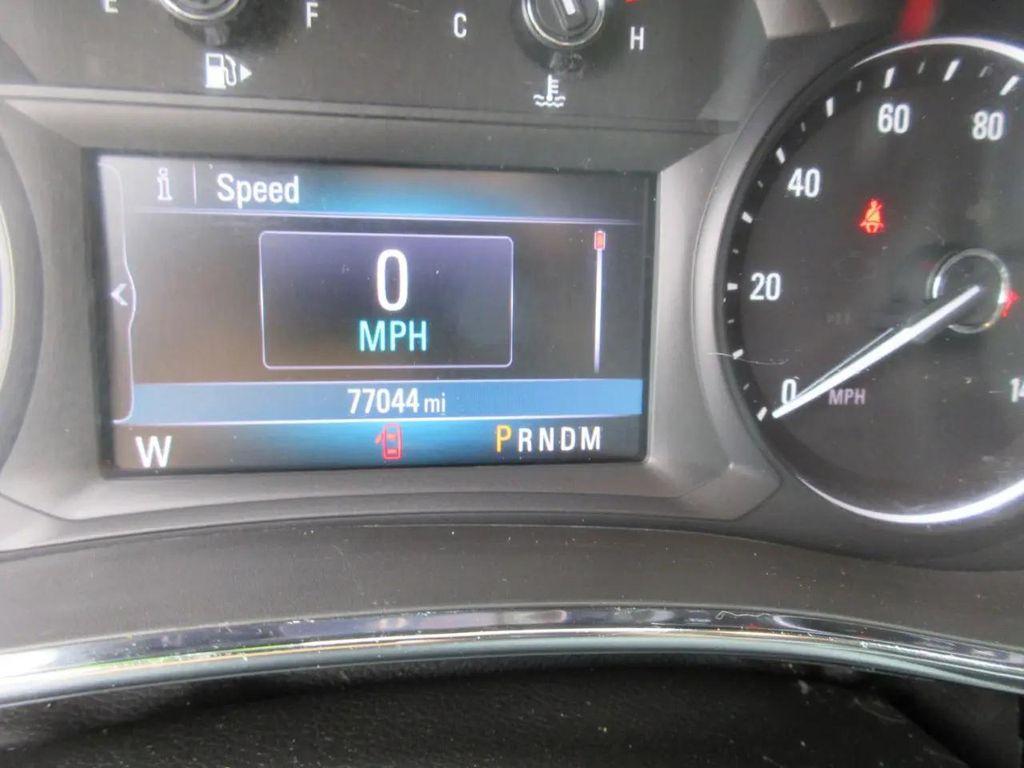 E F C H
i Speed
0
MPH
77044 mi
W PRNDM
60
80
40
20
0 MPH